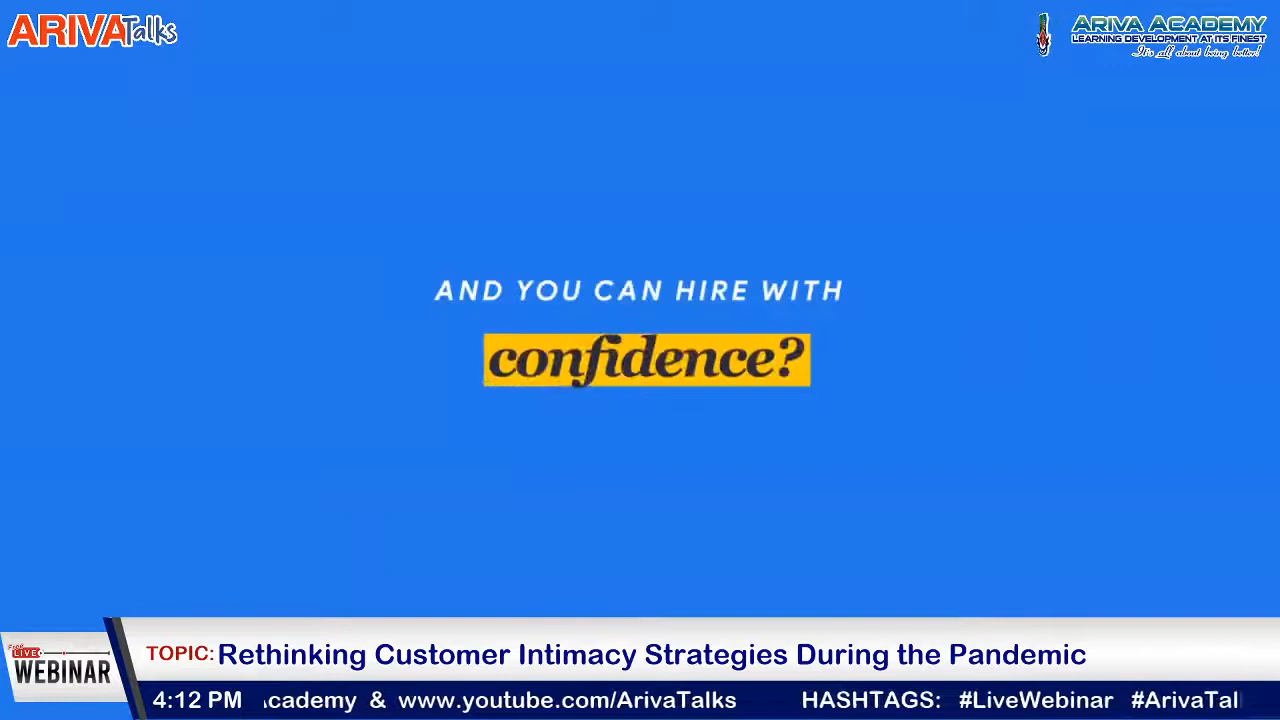 ARIVATalks
ARIVA ACADEMY
LEARNING DEVELOPMENT AT ITS FINEST
It's all about being better!
AND YOU CAN HIRE WITH
confidence?
Free
LIVE
WEBINAR
TOPIC: Rethinking Customer Intimacy Strategies During the Pandemic
4:12 PM cademy & www.youtube.com/ArivaTalks HASHTAGS: #LiveWebinar #ArivaTal